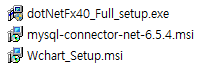 dotNetFx40_Full_setup.exe
mysql-connector-net-6.5.4.msi
Wchart_Setup.msi